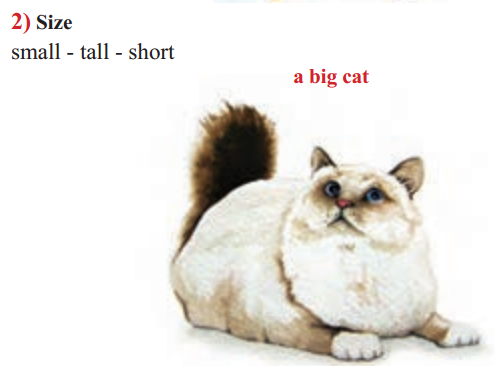 2) Size
small - tall - short
a big cat